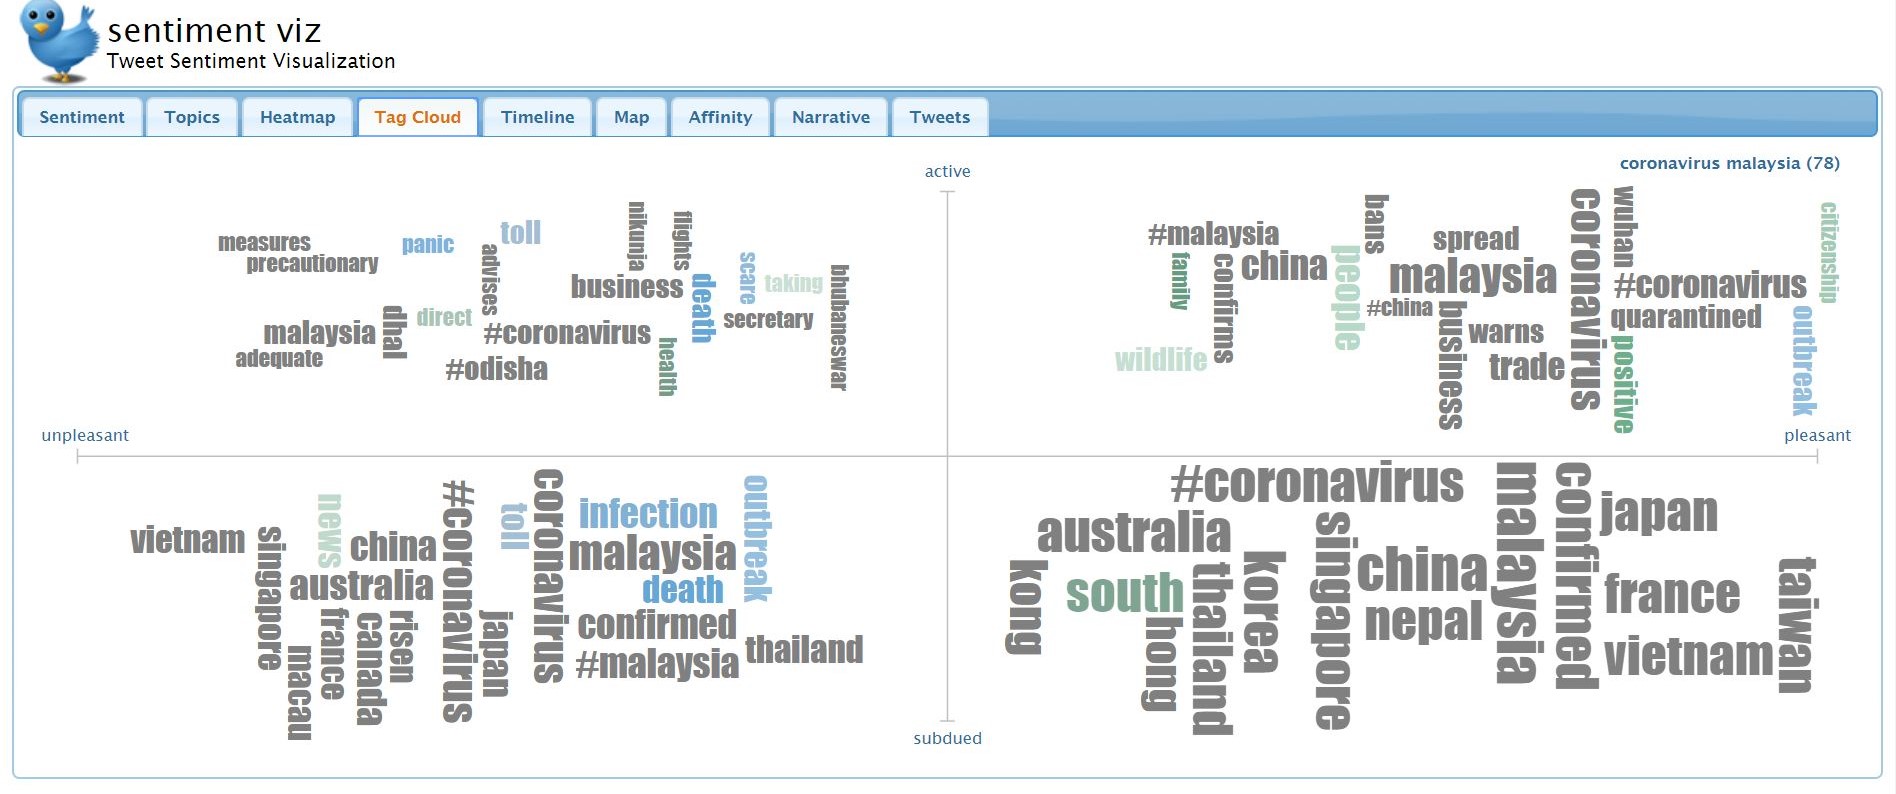 sentiment viz
Tweet Sentiment Visualization
Sentiment
Topics
Heatmap
Tag Cloud
Timeline
Map
Affinity
Narrative
Tweets
coronavirus malaysia (78)
active
measures
precautionary
panic
toll
advises
nikunja
flights
business
death
scare
taking
bhubaneswar
secretary
malaysia
dhal
direct
#coronavirus
adequate
#odisha
health
#malaysia
family
confirms
china
people
bans
spread
malaysia
#china
business
warns
trade
coronavirus
wuhan
#coronavirus
quarantined
positive
citizenship
outbreak
wildlife
unpleasant
pleasant
vietnam
singapore
news
china
australia
macau
france
canada
risen
#coronavirus
japan
toll
coronavirus
infection
malaysia
death
outbreak
confirmed
#malaysia
thailand
#coronavirus
australia
kong
south
hong
thailand
korea
singapore
china
nepal
malaysia
confirmed
japan
france
vietnam
taiwan
subdued